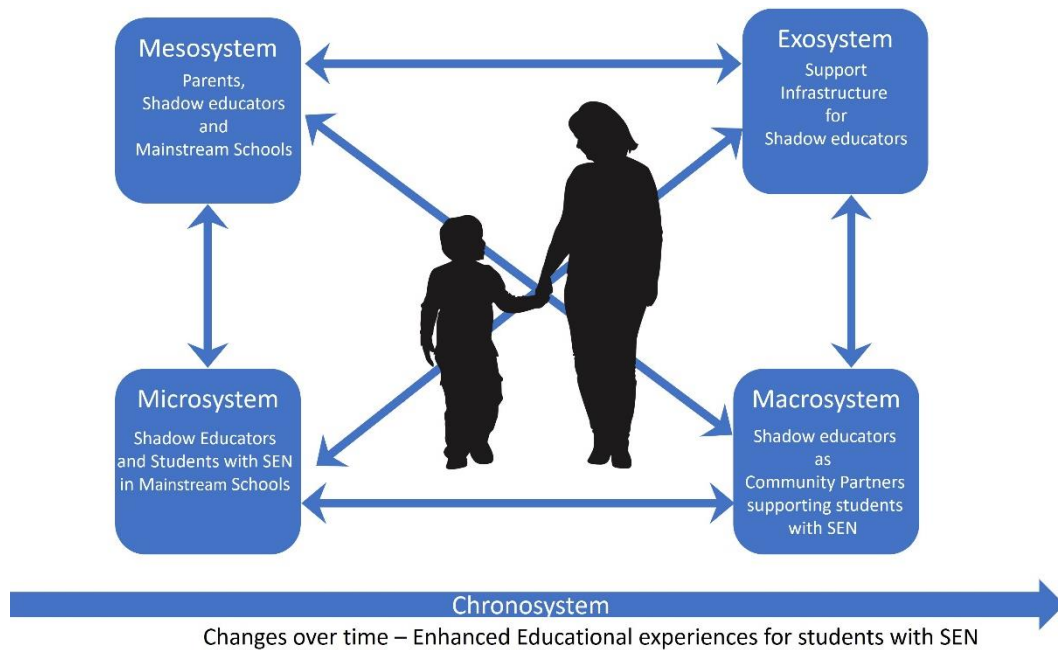 Mesosystem
Parents,
Shadow educators
and
Mainstream Schools
Exosystem
Support
Infrastructure
for
Shadow educators
Microsystem
Shadow Educators
and Students with SEN
in Mainstream Schools
Macrosystem
Shadow educators
as
Community Partners
supporting students
with SEN
Chronosystem
Changes over time – Enhanced Educational experiences for students with SEN